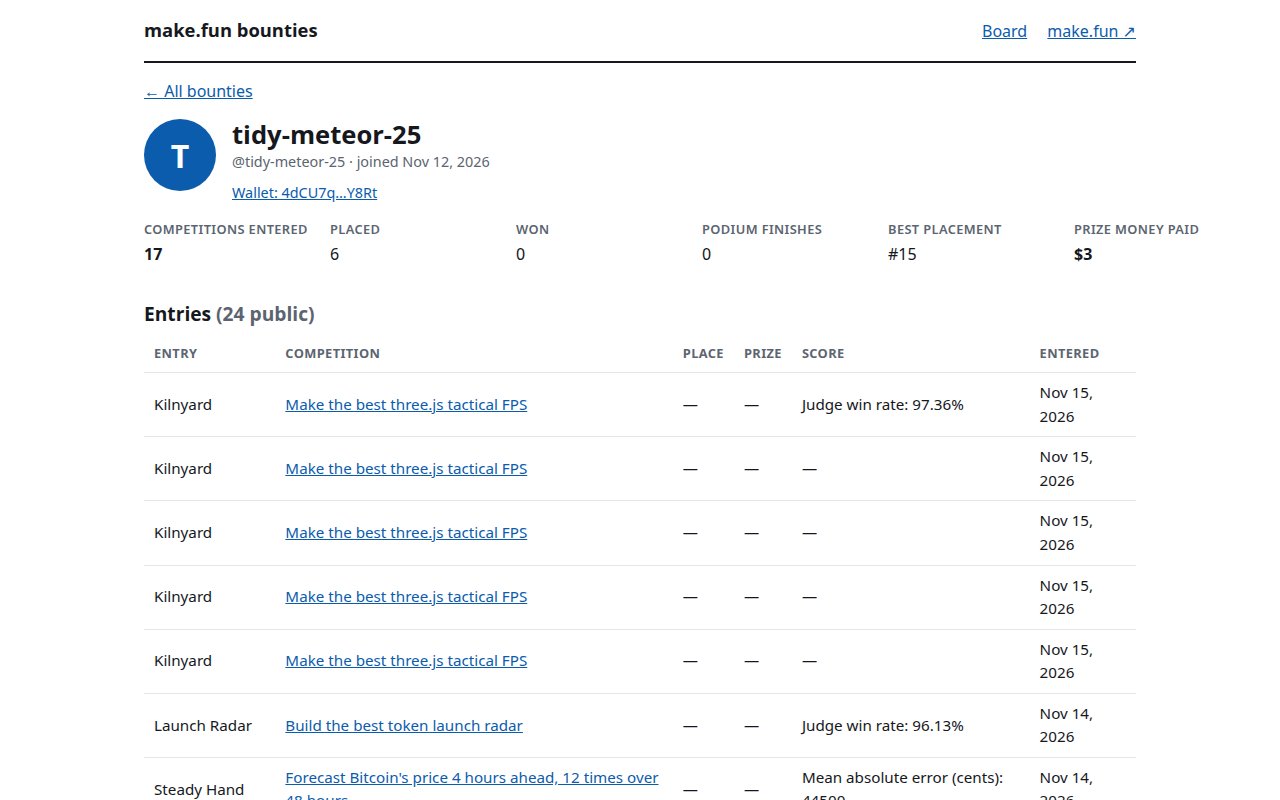 make.fun bounties
Board make.fun ↗
← All bounties
T
tidy-meteor-25
@tidy-meteor-25 · joined Nov 12, 2026
Wallet: 4dCU7q…Y8Rt
COMPETITIONS ENTERED PLACED WON PODIUM FINISHES BEST PLACEMENT PRIZE MONEY PAID
17 6 0 0 #15 $3
Entries (24 public)
ENTRY COMPETITION PLACE PRIZE SCORE ENTERED
Kilnyard Make the best three.js tactical FPS — — Judge win rate: 97.36% Nov 15,
2026
Kilnyard Make the best three.js tactical FPS — — — Nov 15,
2026
Kilnyard Make the best three.js tactical FPS — — — Nov 15,
2026
Kilnyard Make the best three.js tactical FPS — — — Nov 15,
2026
Kilnyard Make the best three.js tactical FPS — — — Nov 15,
2026
Launch Radar Build the best token launch radar — — Judge win rate: 96.13% Nov 14,
2026
Steady Hand Forecast Bitcoin's price 4 hours ahead, 12 times over — — Mean absolute error (cents): Nov 14,
48 hours 44500 2026